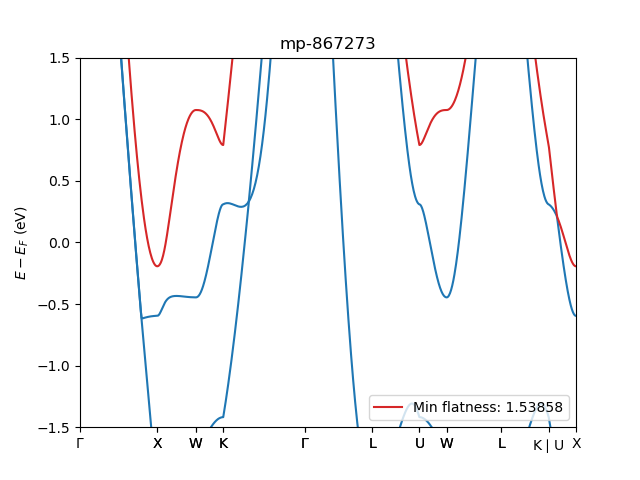 mp-867273
E − E_F (eV)
1.5
1.0
0.5
0.0
−0.5
−1.0
−1.5
Min flatness: 1.53858
Γ X W K Γ L U W L K | U X